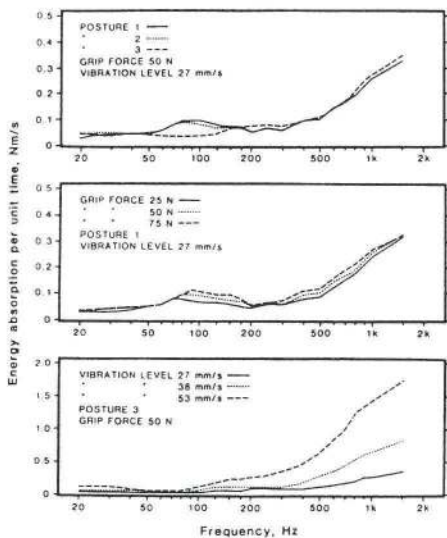 Energy absorption per unit time, Nm/s
POSTURE 1
" 2
" 3
GRIP FORCE 50 N
VIBRATION LEVEL 27 mm/s
0.5
0.4
0.3
0.2
0.1
0
20 50 100 200 500 1k 2k Hz
GRIP FORCE 25 N
" " 50 N
" " 75 N
POSTURE 1
VIBRATION LEVEL 27 mm/s
0.5
0.4
0.3
0.2
0.1
0
20 50 100 200 500 1k 2k Hz
VIBRATION LEVEL 27 mm/s
" " 38 mm/s
" " 53 mm/s
POSTURE 3
GRIP FORCE 50 N
2.0
1.5
1.0
0.5
0
20 50 100 200 500 1k 2k Hz
Frequency, Hz